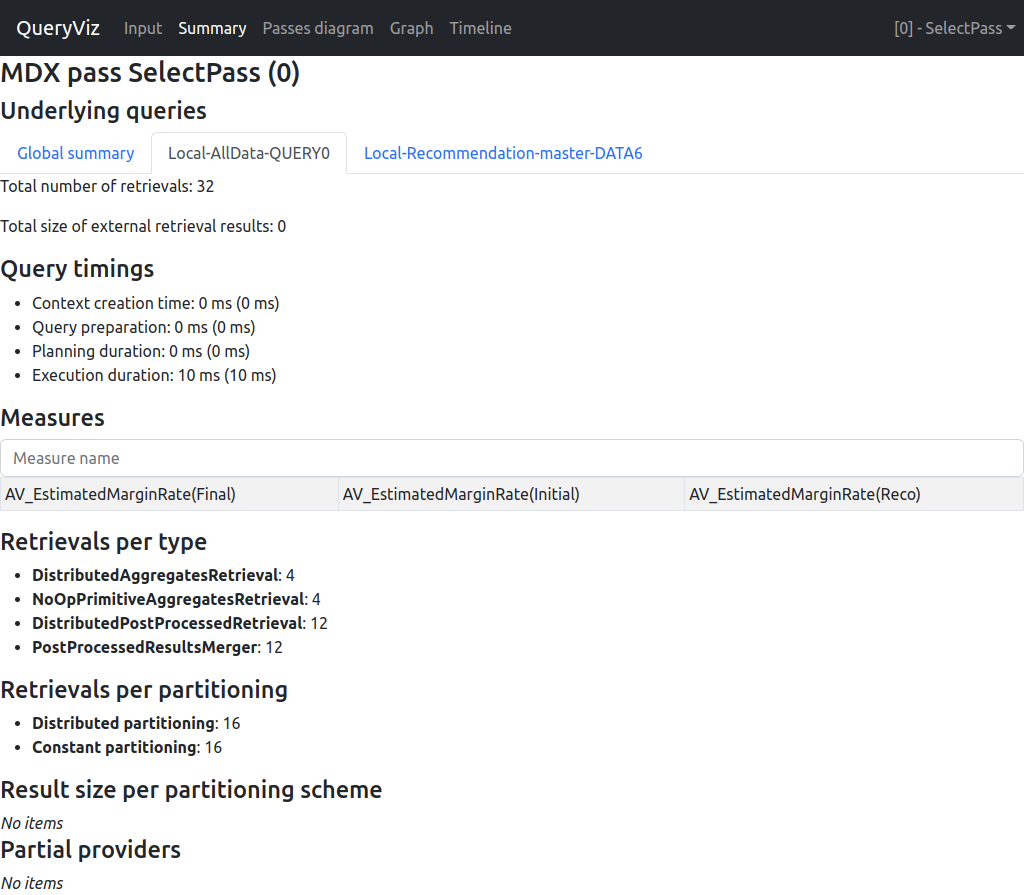 QueryViz Input Summary Passes diagram Graph Timeline [0] - SelectPass
MDX pass SelectPass (0)
Underlying queries
Global summary Local-AllData-QUERY0 Local-Recommendation-master-DATA6
Total number of retrievals: 32
Total size of external retrieval results: 0
Query timings
• Context creation time: 0 ms (0 ms)
• Query preparation: 0 ms (0 ms)
• Planning duration: 0 ms (0 ms)
• Execution duration: 10 ms (10 ms)
Measures
Measure name
AV_EstimatedMarginRate(Final) AV_EstimatedMarginRate(Initial) AV_EstimatedMarginRate(Reco)
Retrievals per type
• DistributedAggregatesRetrieval: 4
• NoOpPrimitiveAggregatesRetrieval: 4
• DistributedPostProcessedRetrieval: 12
• PostProcessedResultsMerger: 12
Retrievals per partitioning
• Distributed partitioning: 16
• Constant partitioning: 16
Result size per partitioning scheme
No items
Partial providers
No items